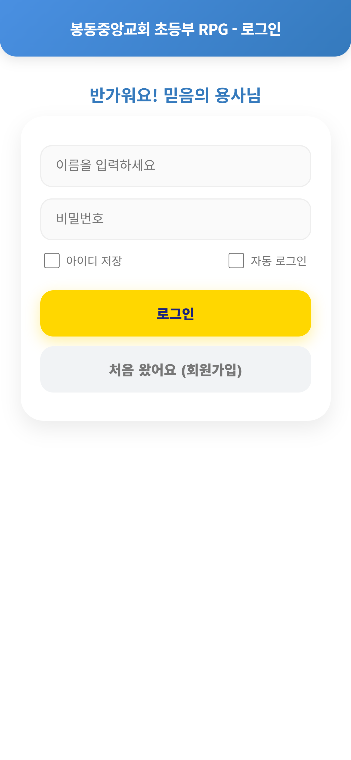 봉동중앙교회 초등부 RPG - 로그인
반가워요! 믿음의 용사님
이름을 입력하세요
비밀번호
아이디 저장
자동 로그인
로그인
처음 왔어요 (회원가입)